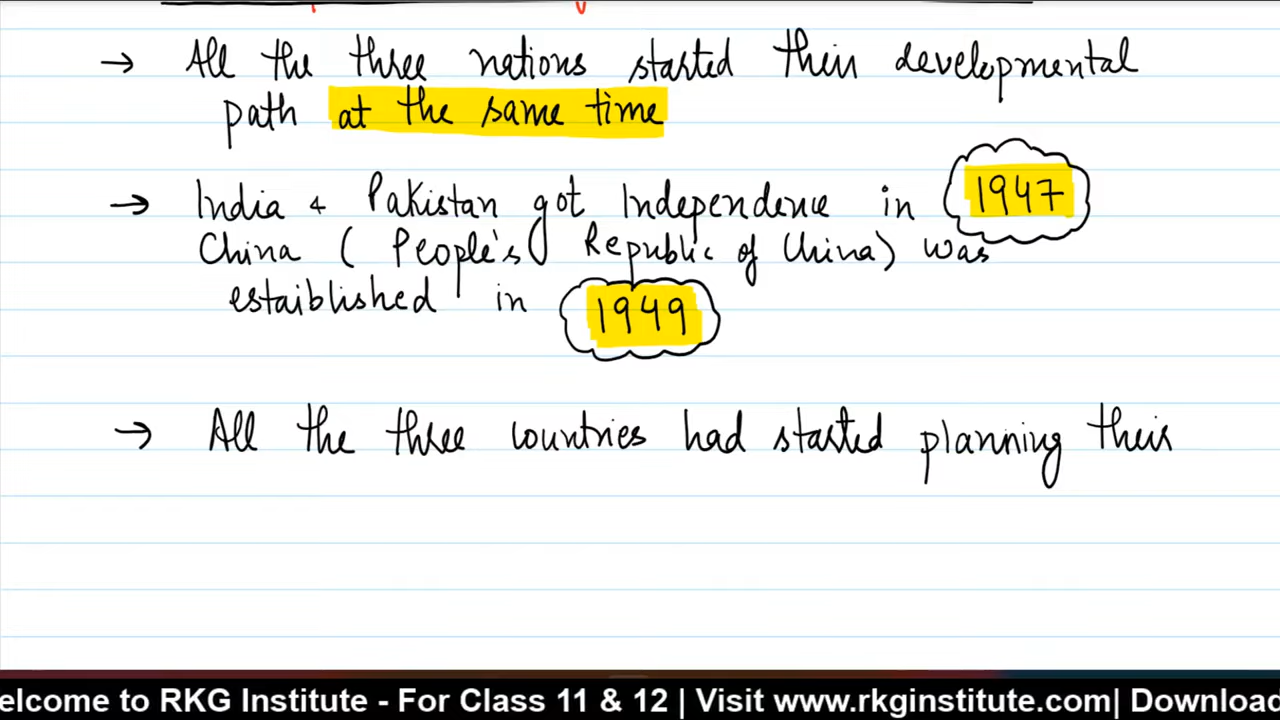 → All the three nations started their developmental
path at the same time
→ India & Pakistan got Independence in 1947
China (People's Republic of China) was
estaiblished in 1949
→ All the three countries had started planning their
elcome to RKG Institute - For Class 11 & 12 | Visit www.rkginstitute.com| Download